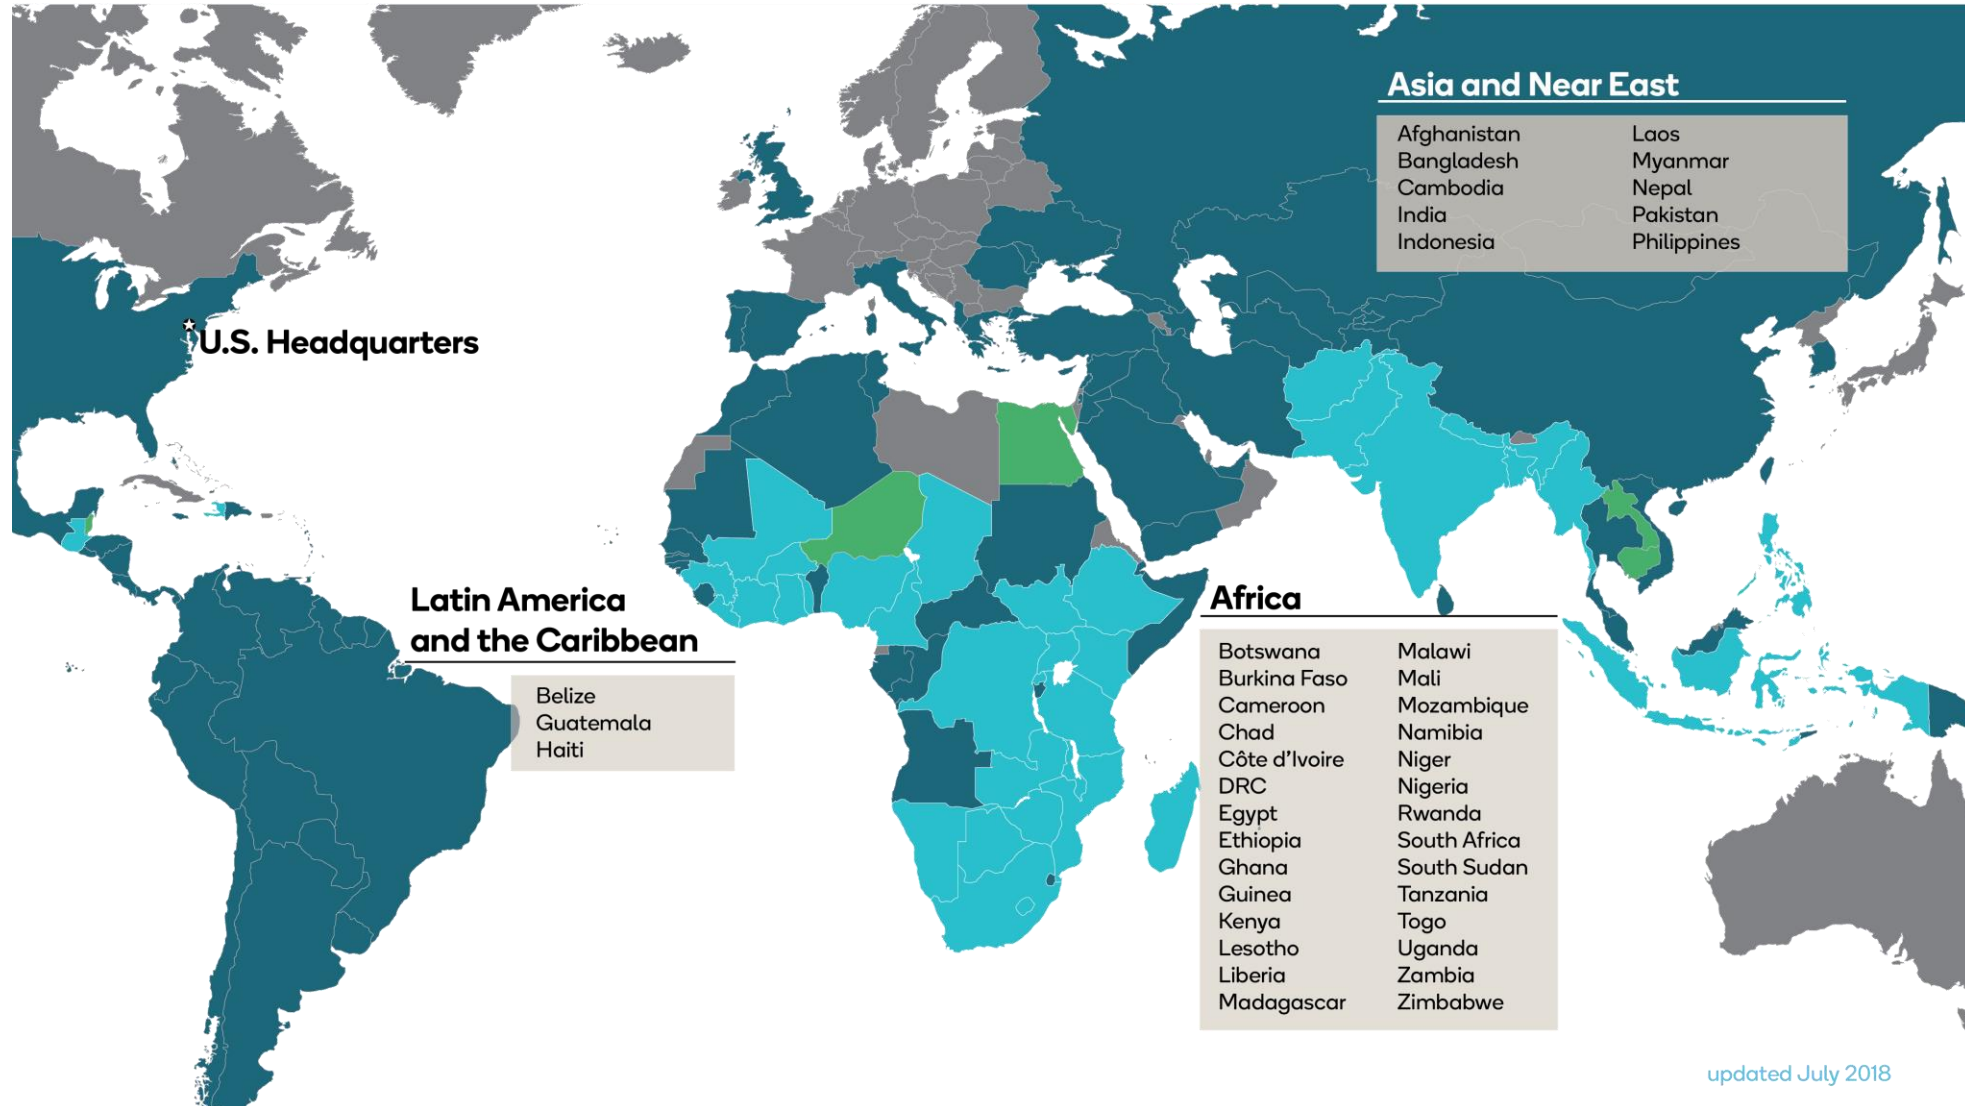 Asia and Near East
Afghanistan
Bangladesh
Cambodia
India
Indonesia
Laos
Myanmar
Nepal
Pakistan
Philippines
U.S. Headquarters
Latin America
and the Caribbean
Belize
Guatemala
Haiti
Africa
Botswana
Burkina Faso
Cameroon
Chad
Côte d’Ivoire
DRC
Egypt
Ethiopia
Ghana
Guinea
Kenya
Lesotho
Liberia
Madagascar
Malawi
Mali
Mozambique
Namibia
Niger
Nigeria
Rwanda
South Africa
South Sudan
Tanzania
Togo
Uganda
Zambia
Zimbabwe
updated July 2018